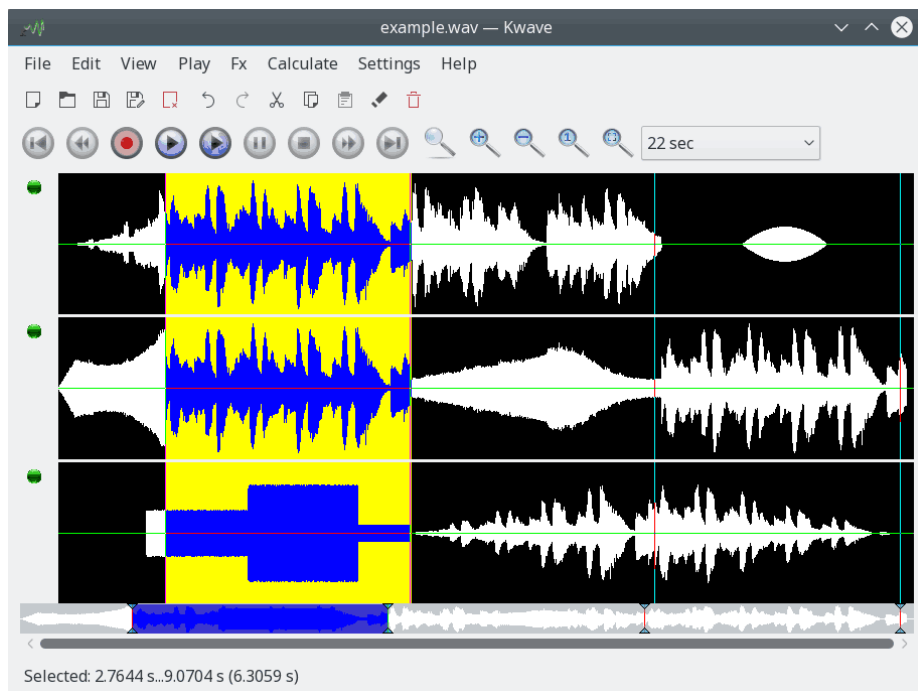 example.wav — Kwave
File Edit View Play Fx Calculate Settings Help
1 22 sec
Selected: 2.7644 s...9.0704 s (6.3059 s)